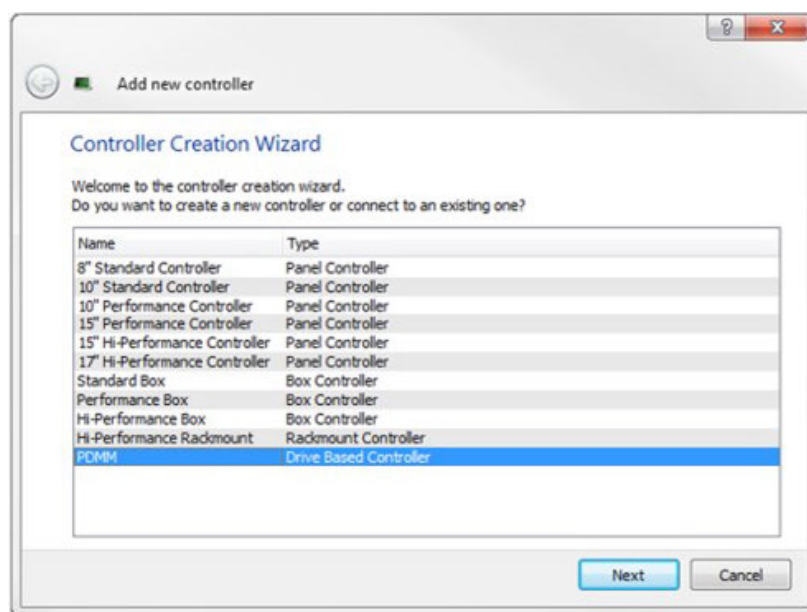 Add new controller
Controller Creation Wizard
Welcome to the controller creation wizard.
Do you want to create a new controller or connect to an existing one?
Name Type
8" Standard Controller Panel Controller
10" Standard Controller Panel Controller
10" Performance Controller Panel Controller
15" Performance Controller Panel Controller
15" Hi-Performance Controller Panel Controller
17" Hi-Performance Controller Panel Controller
Standard Box Box Controller
Performance Box Box Controller
Hi-Performance Box Box Controller
Hi-Performance Rackmount Rackmount Controller
PDMM Drive Based Controller
Next Cancel